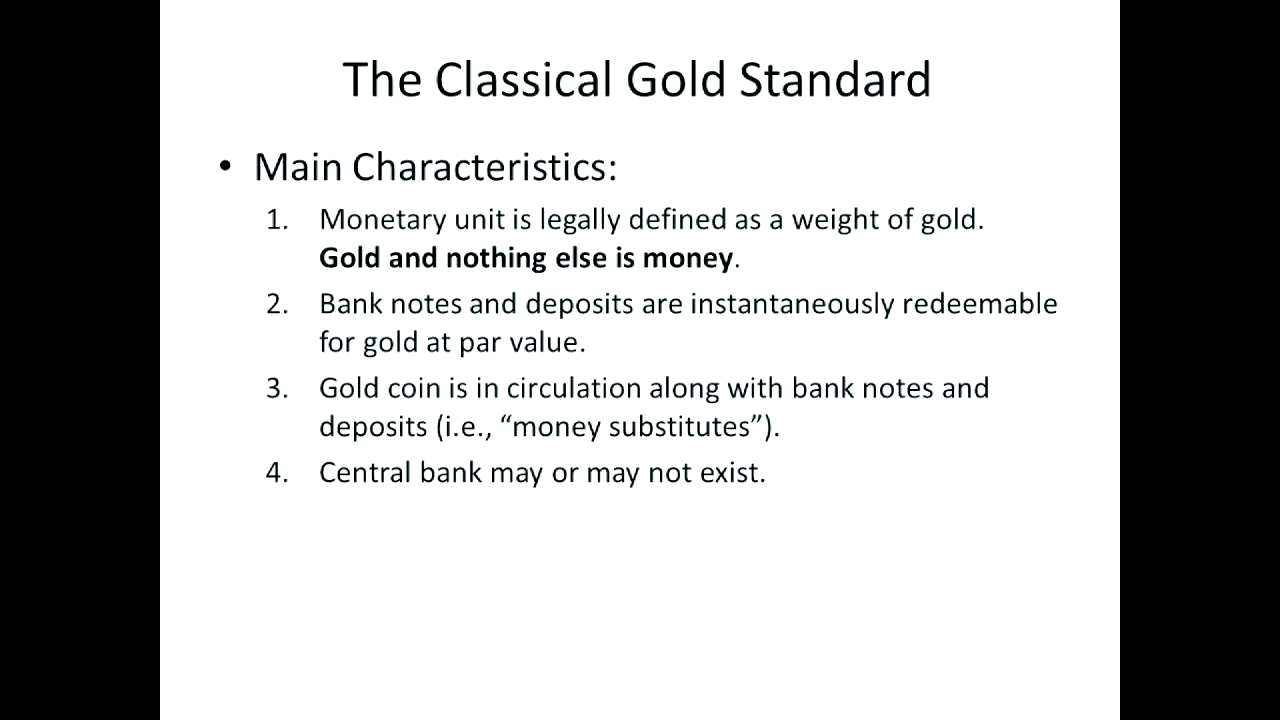 The Classical Gold Standard
• Main Characteristics:
1. Monetary unit is legally defined as a weight of gold.
Gold and nothing else is money.
2. Bank notes and deposits are instantaneously redeemable
for gold at par value.
3. Gold coin is in circulation along with bank notes and
deposits (i.e., “money substitutes”).
4. Central bank may or may not exist.